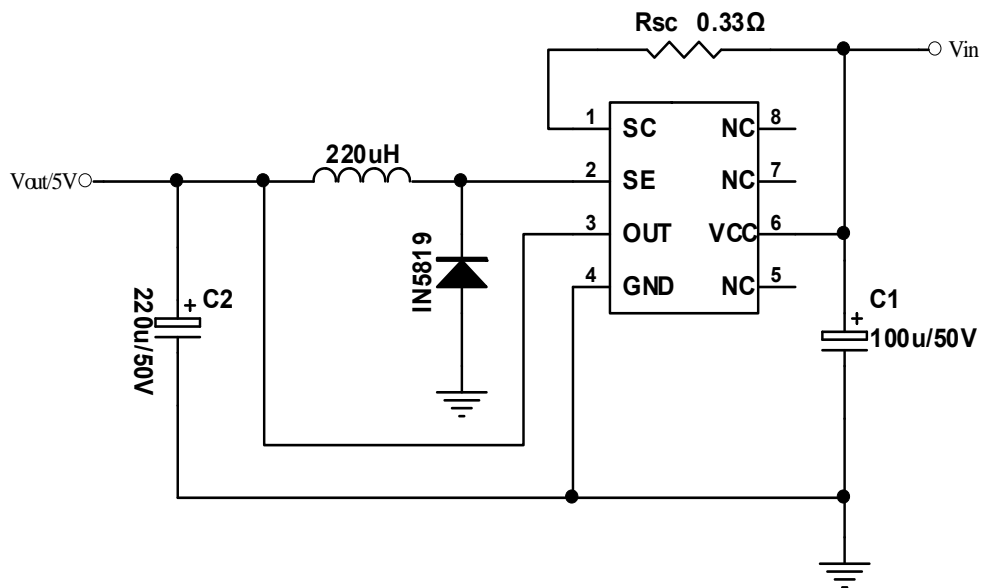 Rsc 0.33Ω
Vin
1 SC NC 8
220uH
Vout/5V
2 SE NC 7
3 OUT VCC 6
IN5819
4 GND NC 5
+ C2
220u/50V
+ C1
100u/50V